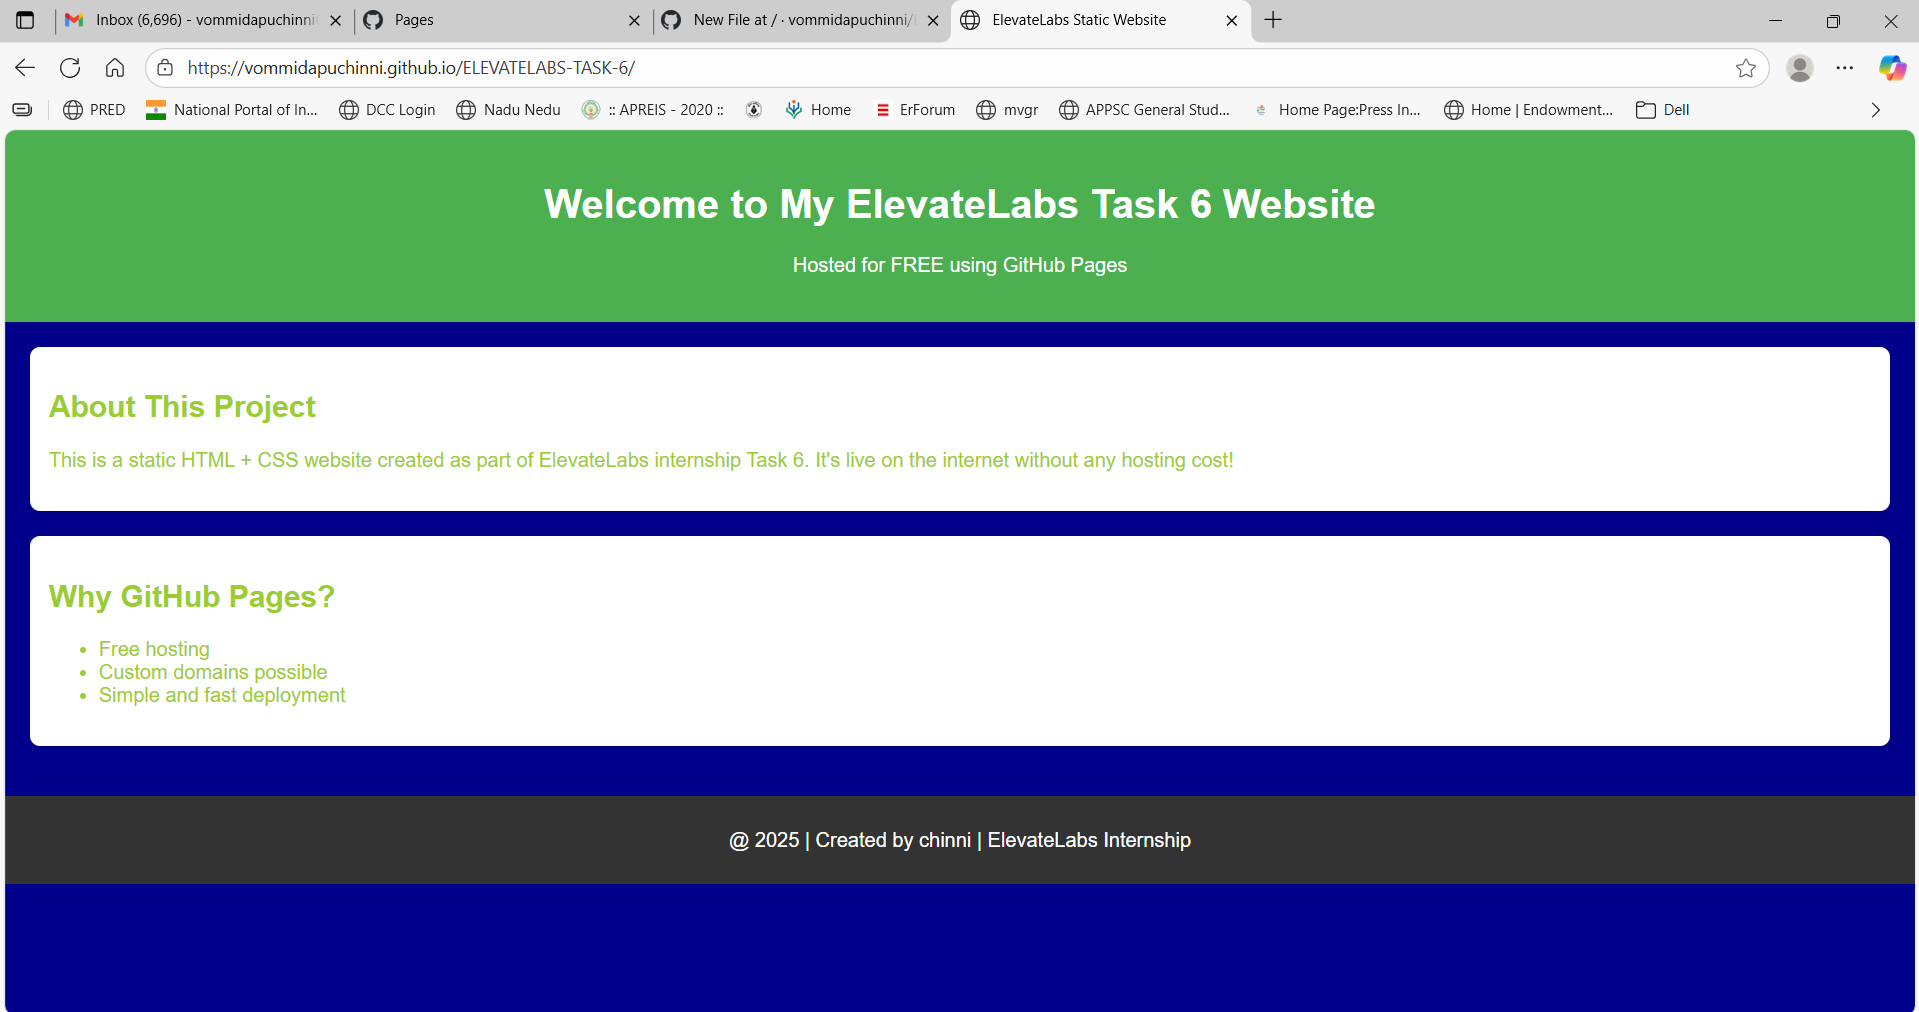 Inbox (6,696) - vommidapuchinni
Pages
New File at / · vommidapuchinni/
ElevateLabs Static Website
https://vommidapuchinni.github.io/ELEVATELABS-TASK-6/
PRED
National Portal of In...
DCC Login
Nadu Nedu
:: APREIS - 2020 ::
Home
ErForum
mvgr
APPSC General Stud...
Home Page:Press In...
Home | Endowment...
Dell
Welcome to My ElevateLabs Task 6 Website
Hosted for FREE using GitHub Pages
About This Project
This is a static HTML + CSS website created as part of ElevateLabs internship Task 6. It's live on the internet without any hosting cost!
Why GitHub Pages?
• Free hosting
• Custom domains possible
• Simple and fast deployment
@ 2025 | Created by chinni | ElevateLabs Internship